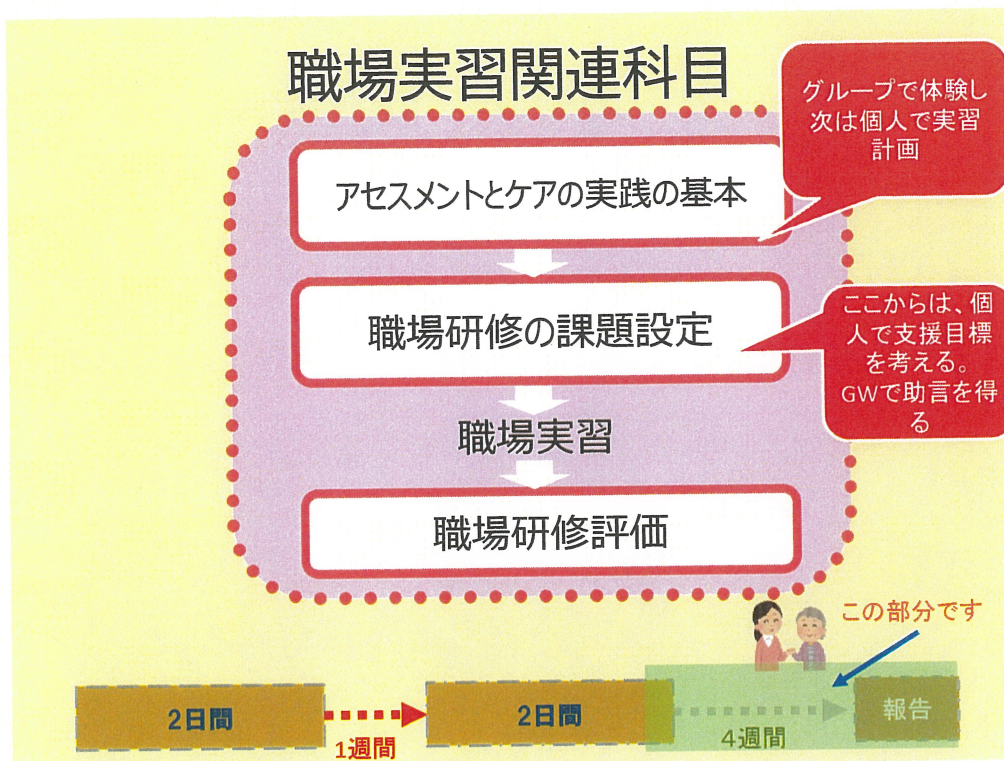 職場実習関連科目
グループで体験し
次は個人で実習
計画
アセスメントとケアの実践の基本
職場研修の課題設定
ここからは、個
人で支援目標
を考える。
GWで助言を得
る
職場実習
職場研修評価
この部分です
2日間
1週間
2日間
4週間
報告